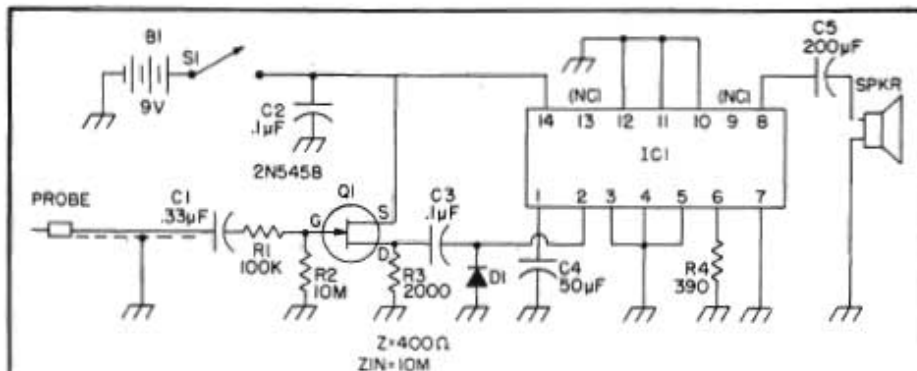 B1
S1
9V
C2
.1µF
2N5458
PROBE
C1
.33µF
R1
100K
R2
10M
Q1
G
S
D
R3
2000
C3
.1µF
D1
Z=400Ω
ZIN=10M
(NC)
(NC)
14 13 12 11 10 9 8
IC1
1 2 3 4 5 6 7
C4
50µF
R4
390
C5
200µF
SPKR